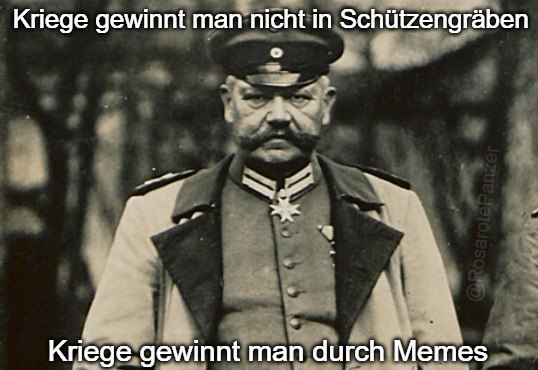 Kriege gewinnt man nicht in Schützengräben
@RosarotePanzer
Kriege gewinnt man durch Memes